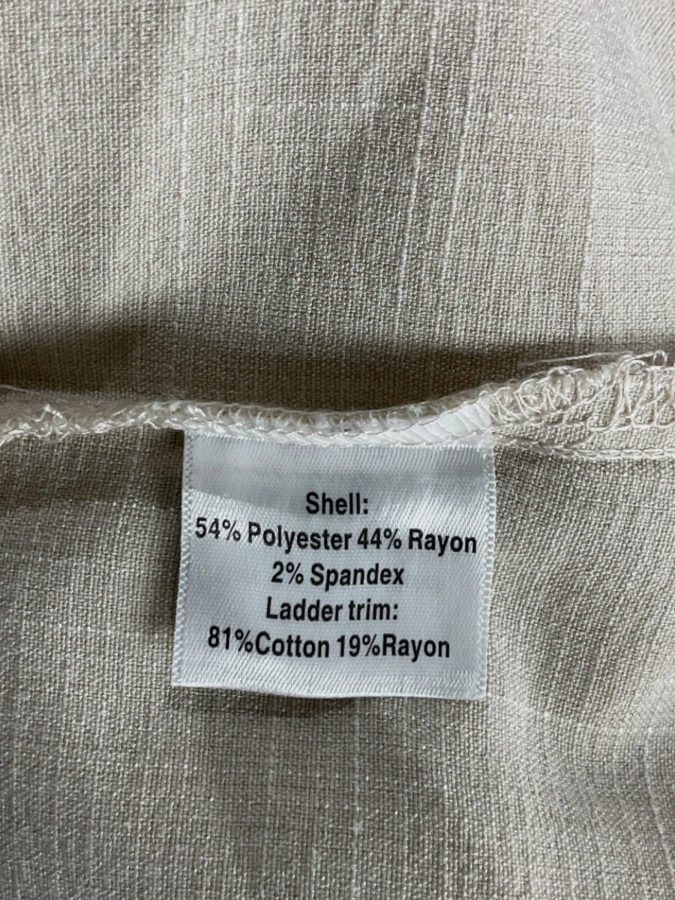 Shell:
54% Polyester 44% Rayon
2% Spandex
Ladder trim:
81%Cotton 19%Rayon